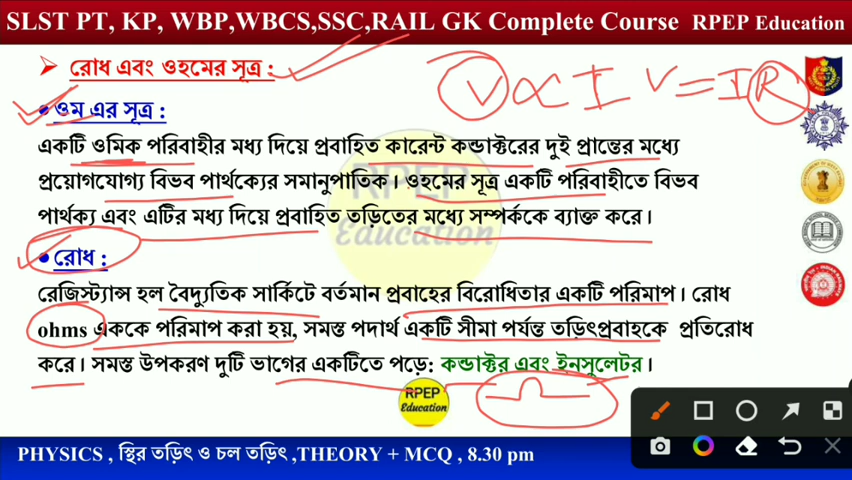 SLST PT, KP, WBP,WBCS,SSC,RAIL GK Complete Course RPEP Education
➤ রোধ এবং ওহমের সূত্র :
V ∝ I V = IR
• ওম এর সূত্র :
একটি ওমিক পরিবাহীর মধ্য দিয়ে প্রবাহিত কারেন্ট কন্ডাক্টরের দুই প্রান্তের মধ্যে
প্রয়োগযোগ্য বিভব পার্থক্যের সমানুপাতিক। ওহমের সূত্র একটি পরিবাহীতে বিভব
পার্থক্য এবং এটির মধ্য দিয়ে প্রবাহিত তড়িতের মধ্যে সম্পর্ককে ব্যাক্ত করে।
RPEP
Education
• রোধ :
রেজিস্ট্যান্স হল বৈদ্যুতিক সার্কিটে বর্তমান প্রবাহের বিরোধিতার একটি পরিমাপ। রোধ
ohms এককে পরিমাপ করা হয়, সমস্ত পদার্থ একটি সীমা পর্যন্ত তড়িৎপ্রবাহকে প্রতিরোধ
করে। সমস্ত উপকরণ দুটি ভাগের একটিতে পড়ে: কন্ডাক্টর এবং ইনসুলেটর।
RPEP
Education
PHYSICS , স্থির তড়িৎ ও চল তড়িৎ ,THEORY + MCQ , 8.30 pm